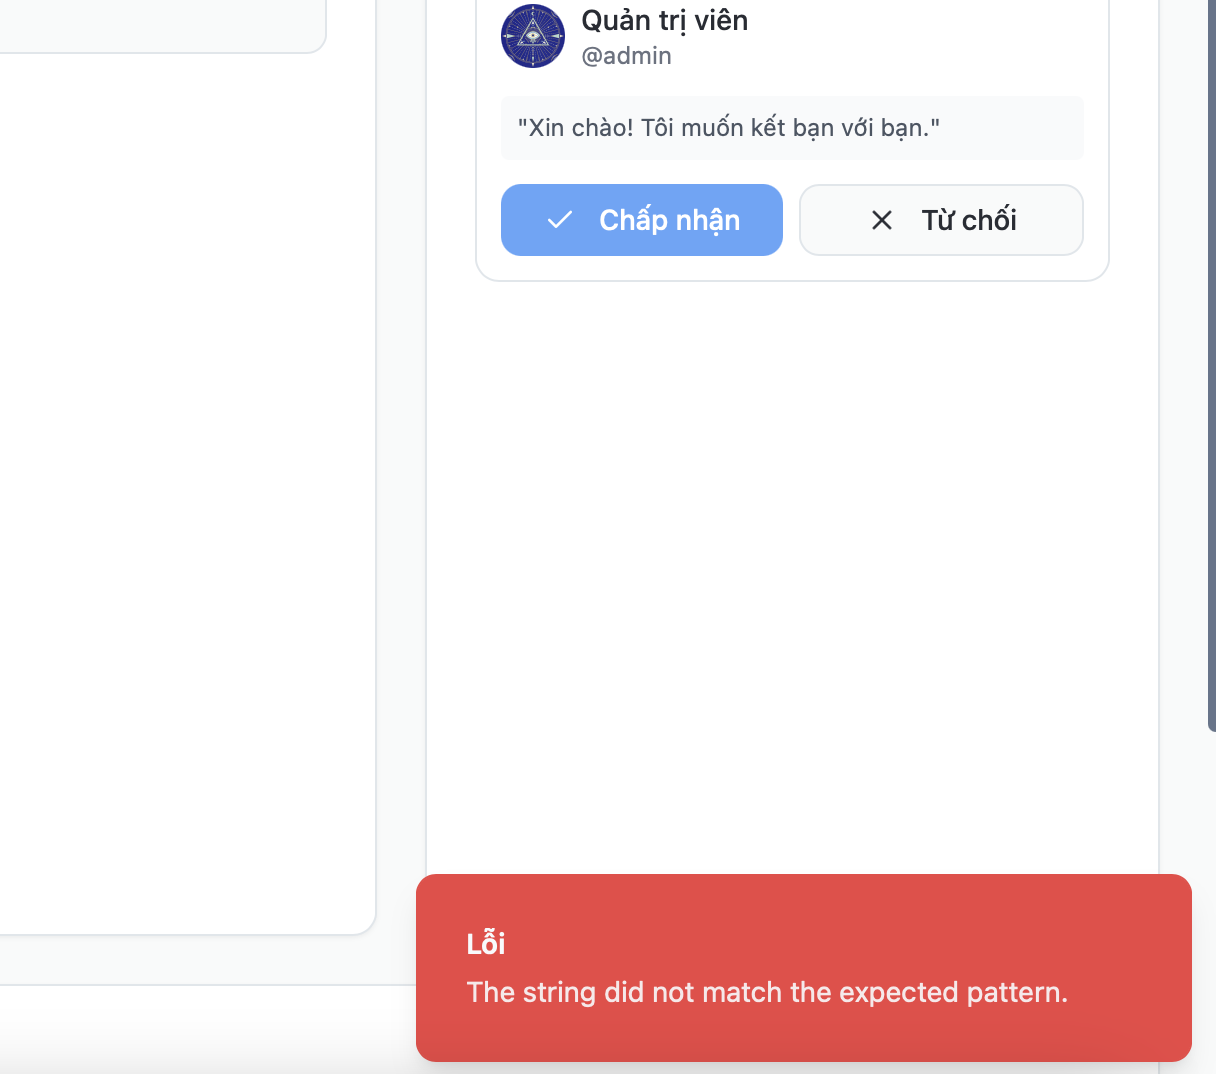 Quản trị viên
@admin
"Xin chào! Tôi muốn kết bạn với bạn."
Chấp nhận
Từ chối
Lỗi
The string did not match the expected pattern.